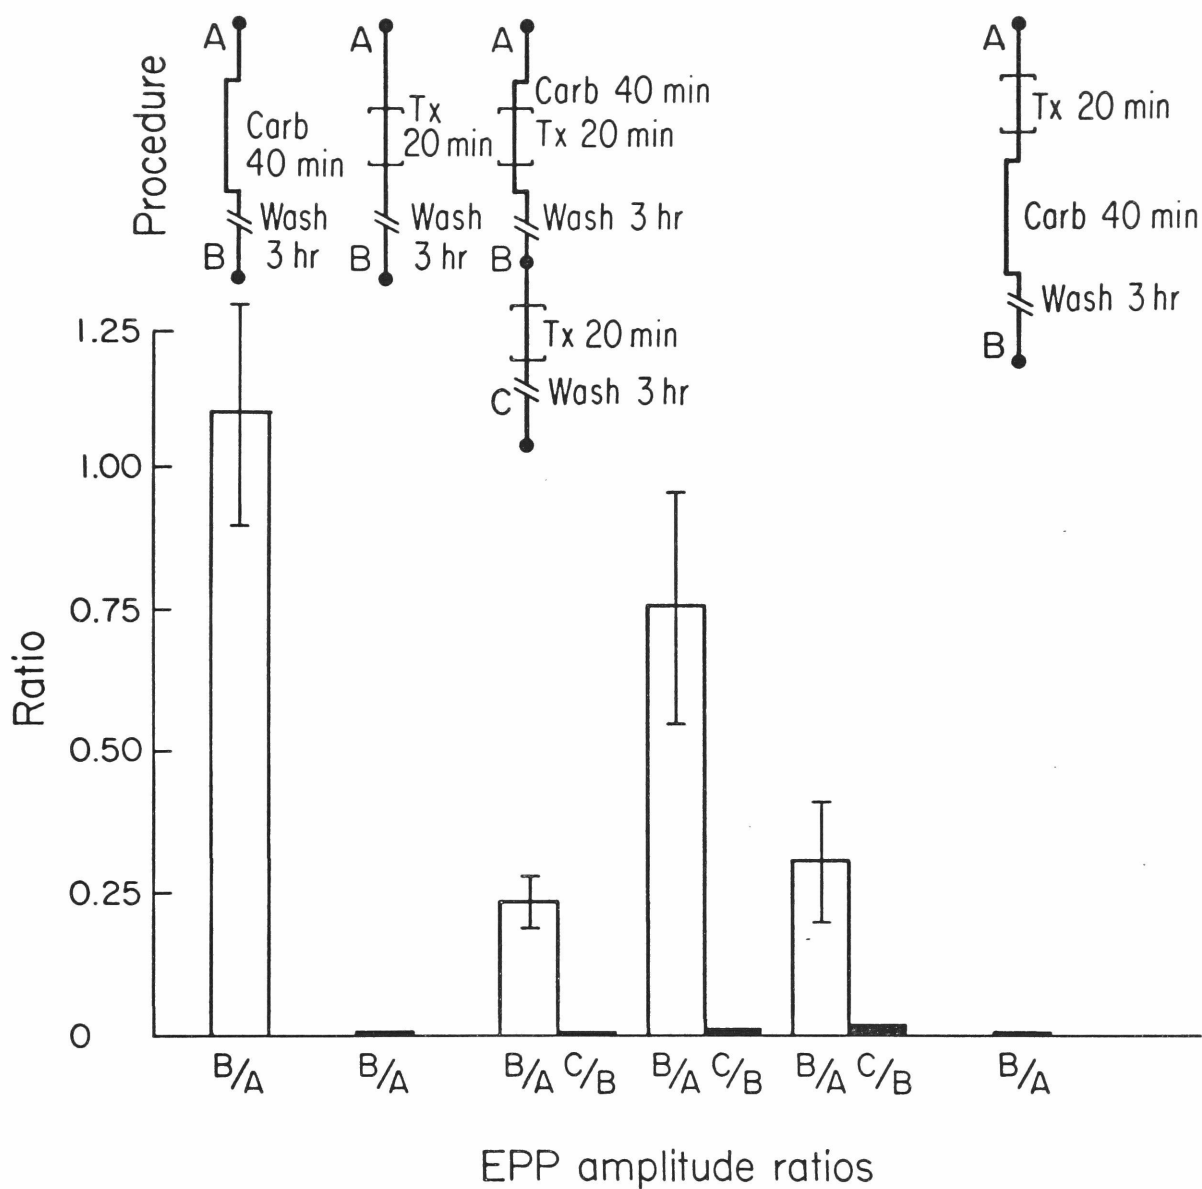 Procedure
A
Carb
40 min
Wash
3 hr
B
A
Tx
20 min
Wash
3 hr
B
A
Carb 40 min
Tx 20 min
Wash 3 hr
B
Tx 20 min
Wash 3 hr
C
A
Tx 20 min
Carb 40 min
Wash 3 hr
B
Ratio
1.25
1.00
0.75
0.50
0.25
0
B/A
B/A
B/A C/B
B/A C/B
B/A C/B
B/A
EPP amplitude ratios